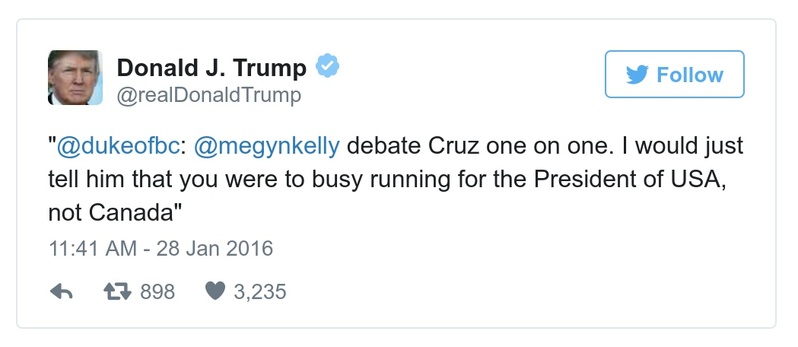 Donald J. Trump
@realDonaldTrump
Follow
"@dukeofbc: @megynkelly debate Cruz one on one. I would just
tell him that you were to busy running for the President of USA,
not Canada"
11:41 AM - 28 Jan 2016
898 3,235